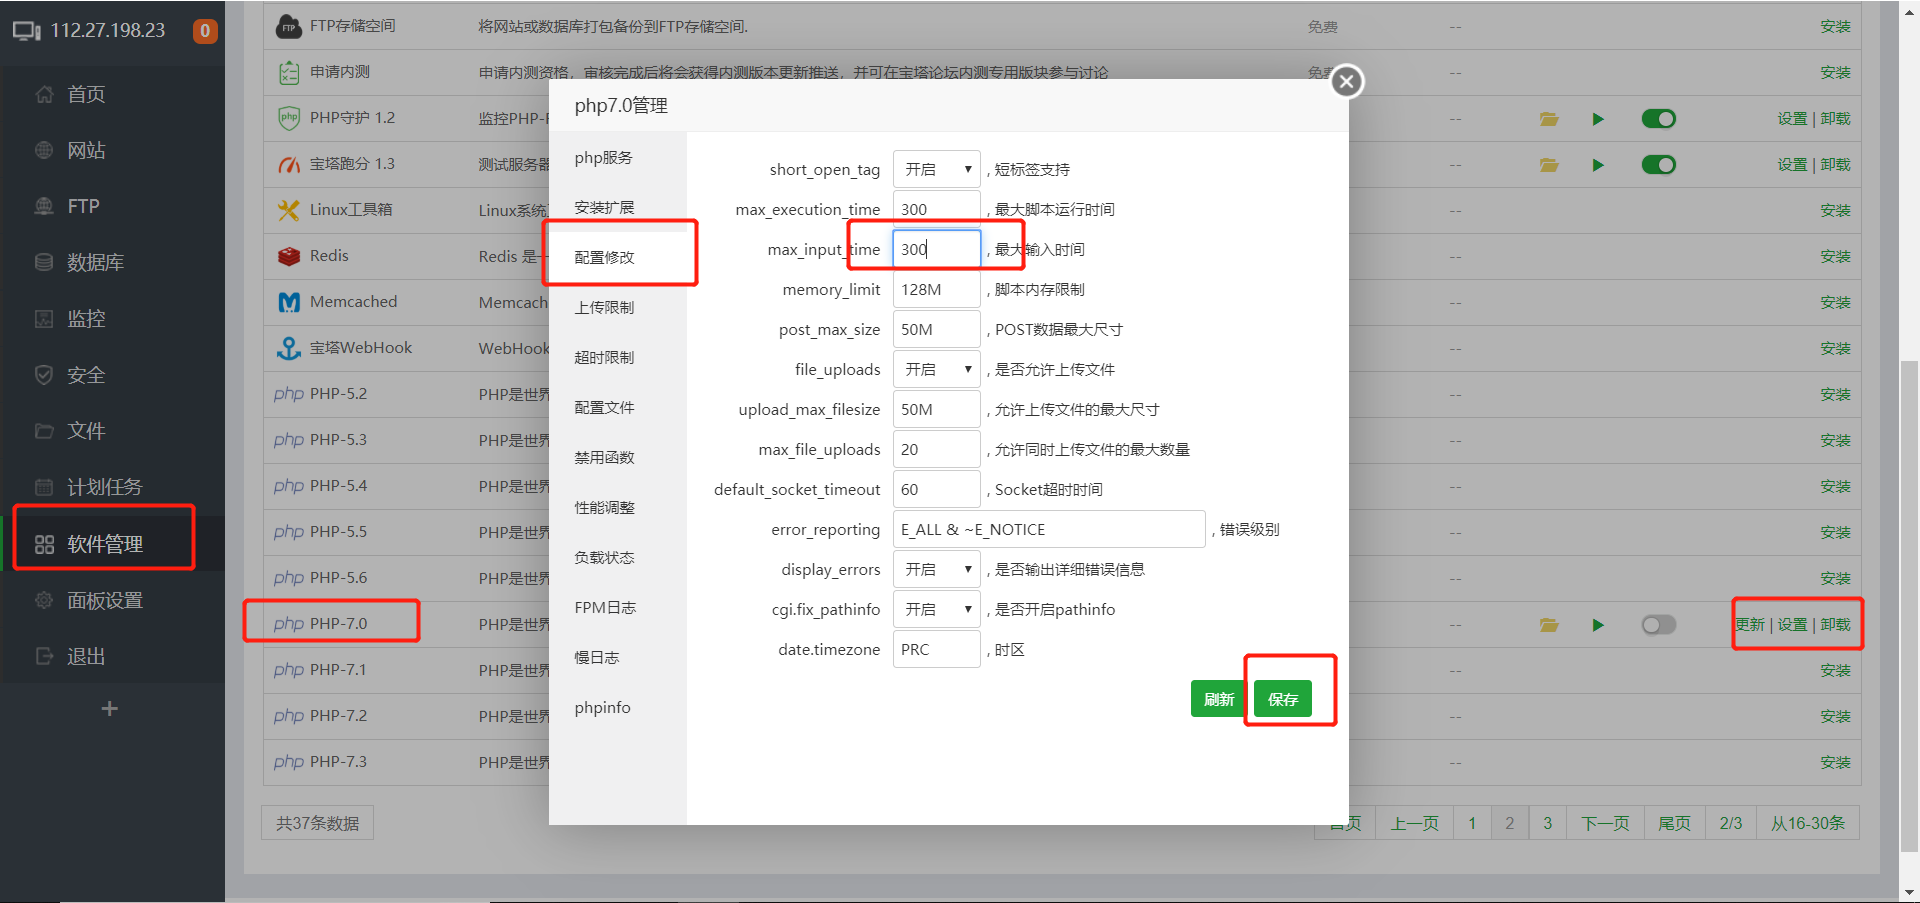 112.27.198.23
0
首页
网站
FTP
数据库
监控
安全
文件
计划任务
软件管理
面板设置
退出
+
FTP
FTP存储空间 将网站或数据库打包备份到FTP存储空间. 免费 -- 安装
申请内测 申请内测资格，审核完成后将会获得内测版本更新推送，并可在宝塔论坛内测专用版块参与讨论 -- 安装
php
PHP守护 1.2 监控PHP-F -- 设置 | 卸载
宝塔跑分 1.3 测试服务器 -- 设置 | 卸载
Linux工具箱 Linux系统 -- 安装
Redis Redis 是一 -- 安装
Memcached Memcach -- 安装
宝塔WebHook WebHook -- 安装
php PHP-5.2 PHP是世界 -- 安装
php PHP-5.3 PHP是世界 -- 安装
php PHP-5.4 PHP是世界 -- 安装
php PHP-5.5 PHP是世界 -- 安装
php PHP-5.6 PHP是世界 -- 安装
php PHP-7.0 PHP是世界 -- 更新 | 设置 | 卸载
php PHP-7.1 PHP是世界 -- 安装
php PHP-7.2 PHP是世界 -- 安装
php PHP-7.3 PHP是世界 -- 安装
共37条数据
首页 上一页 1 2 3 下一页 尾页 2/3 从16-30条
php7.0管理
php服务
安装扩展
配置修改
上传限制
超时限制
配置文件
禁用函数
性能调整
负载状态
FPM日志
慢日志
phpinfo
short_open_tag 开启 , 短标签支持
max_execution_time 300 , 最大脚本运行时间
max_input_time 300 , 最大输入时间
memory_limit 128M , 脚本内存限制
post_max_size 50M , POST数据最大尺寸
file_uploads 开启 , 是否允许上传文件
upload_max_filesize 50M , 允许上传文件的最大尺寸
max_file_uploads 20 , 允许同时上传文件的最大数量
default_socket_timeout 60 , Socket超时时间
error_reporting E_ALL & ~E_NOTICE , 错误级别
display_errors 开启 , 是否输出详细错误信息
cgi.fix_pathinfo 开启 , 是否开启pathinfo
date.timezone PRC , 时区
刷新 保存